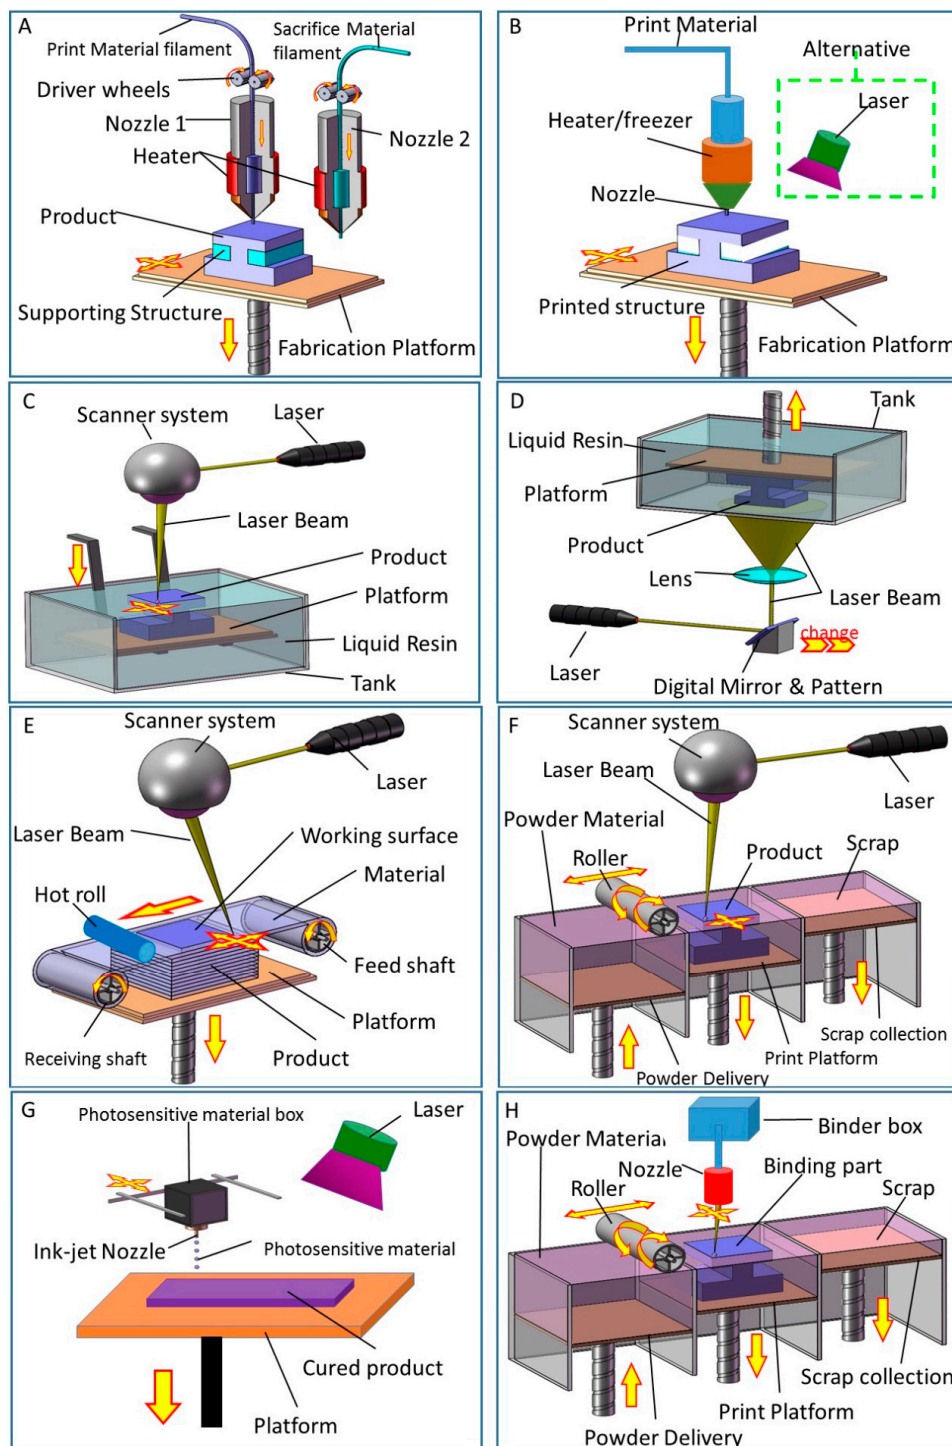 A
Print Material filament
Sacrifice Material
filament
Driver wheels
Nozzle 1
Nozzle 2
Heater
Product
Supporting Structure
Fabrication Platform
B
Print Material
Alternative
Laser
Heater/freezer
Nozzle
Printed structure
Fabrication Platform
C
Scanner system
Laser
Laser Beam
Product
Platform
Liquid Resin
Tank
D
Tank
Liquid Resin
Platform
Product
Lens
Laser Beam
Laser
change
Digital Mirror & Pattern
E
Scanner system
Laser
Laser Beam
Working surface
Material
Hot roll
Feed shaft
Platform
Receiving shaft
Product
F
Scanner system
Laser Beam
Laser
Powder Material
Roller
Product
Scrap
Scrap collection
Print Platform
Powder Delivery
G
Photosensitive material box
Laser
Ink-jet Nozzle
Photosensitive material
Cured product
Platform
H
Binder box
Powder Material
Nozzle
Binding part
Roller
Scrap
Scrap collection
Print Platform
Powder Delivery